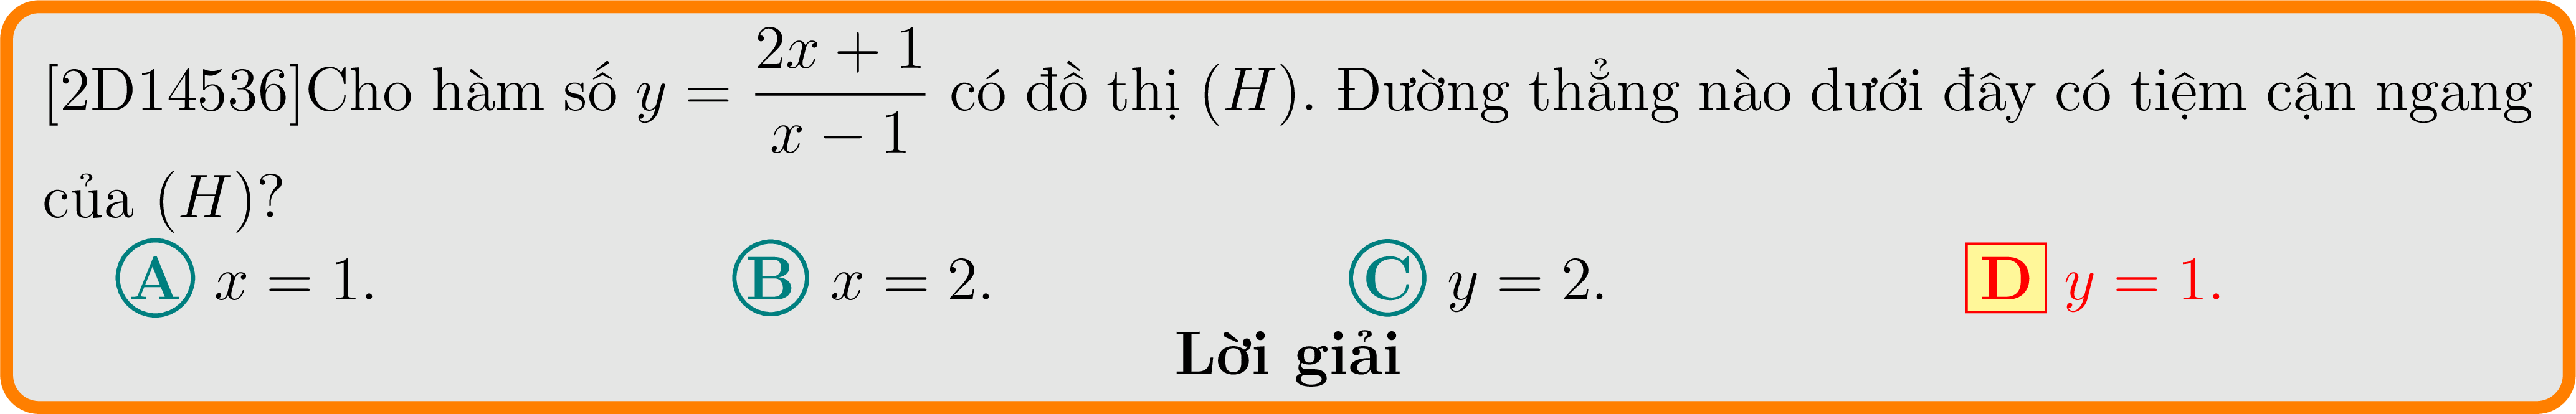 [2D14536]Cho hàm số y = \frac{2x + 1}{x - 1} có đồ thị (H). Đường thẳng nào dưới đây có tiệm cận ngang
của (H)?
A x = 1. B x = 2. C y = 2. D y = 1.
Lời giải